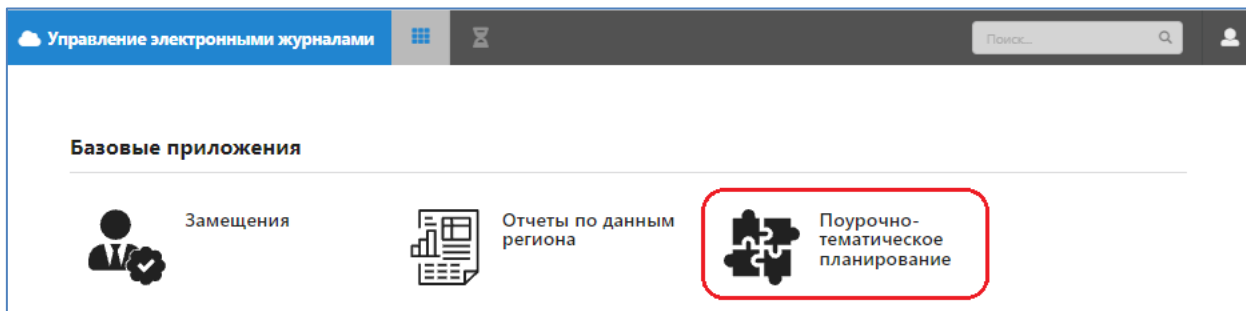 Управление электронными журналами
Поиск...
Базовые приложения
Замещения
Отчеты по данным
региона
Поурочно-
тематическое
планирование